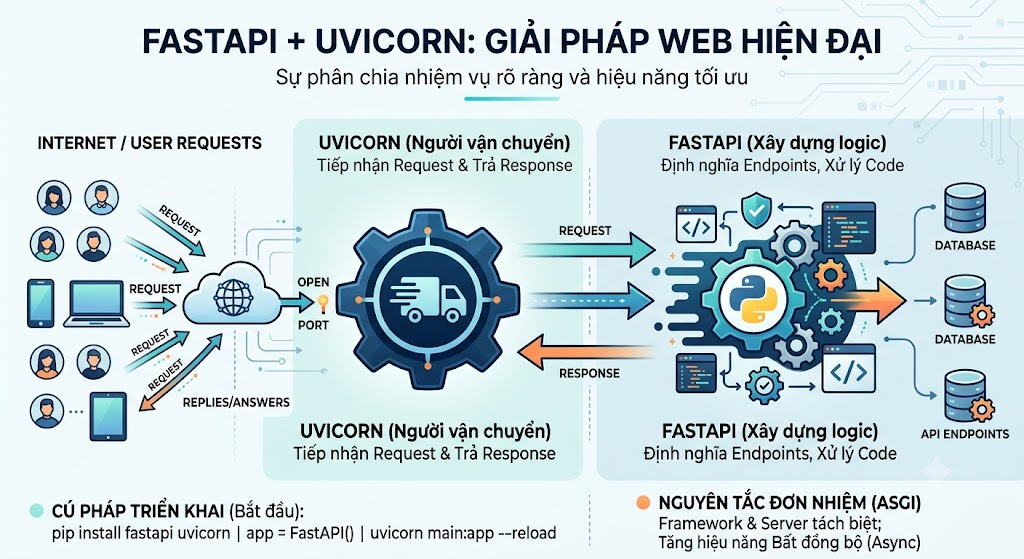 FASTAPI + UVICORN: GIẢI PHÁP WEB HIỆN ĐẠI
Sự phân chia nhiệm vụ rõ ràng và hiệu năng tối ưu
INTERNET / USER REQUESTS
REQUEST
REQUEST
REQUEST
REQUEST
REPLIES/ANSWERS
OPEN
PORT
UVICORN (Người vận chuyển)
Tiếp nhận Request & Trả Response
UVICORN (Người vận chuyển)
Tiếp nhận Request & Trả Response
REQUEST
RESPONSE
FASTAPI (Xây dựng logic)
Định nghĩa Endpoints, Xử lý Code
</>
</>
FASTAPI (Xây dựng logic)
Định nghĩa Endpoints, Xử lý Code
DATABASE
DATABASE
API ENDPOINTS
CÚ PHÁP TRIỂN KHAI (Bắt đầu):
pip install fastapi uvicorn | app = FastAPI() | uvicorn main:app --reload
NGUYÊN TẮC ĐƠN NHIỆM (ASGI)
Framework & Server tách biệt;
Tăng hiệu năng Bất đồng bộ (Async)